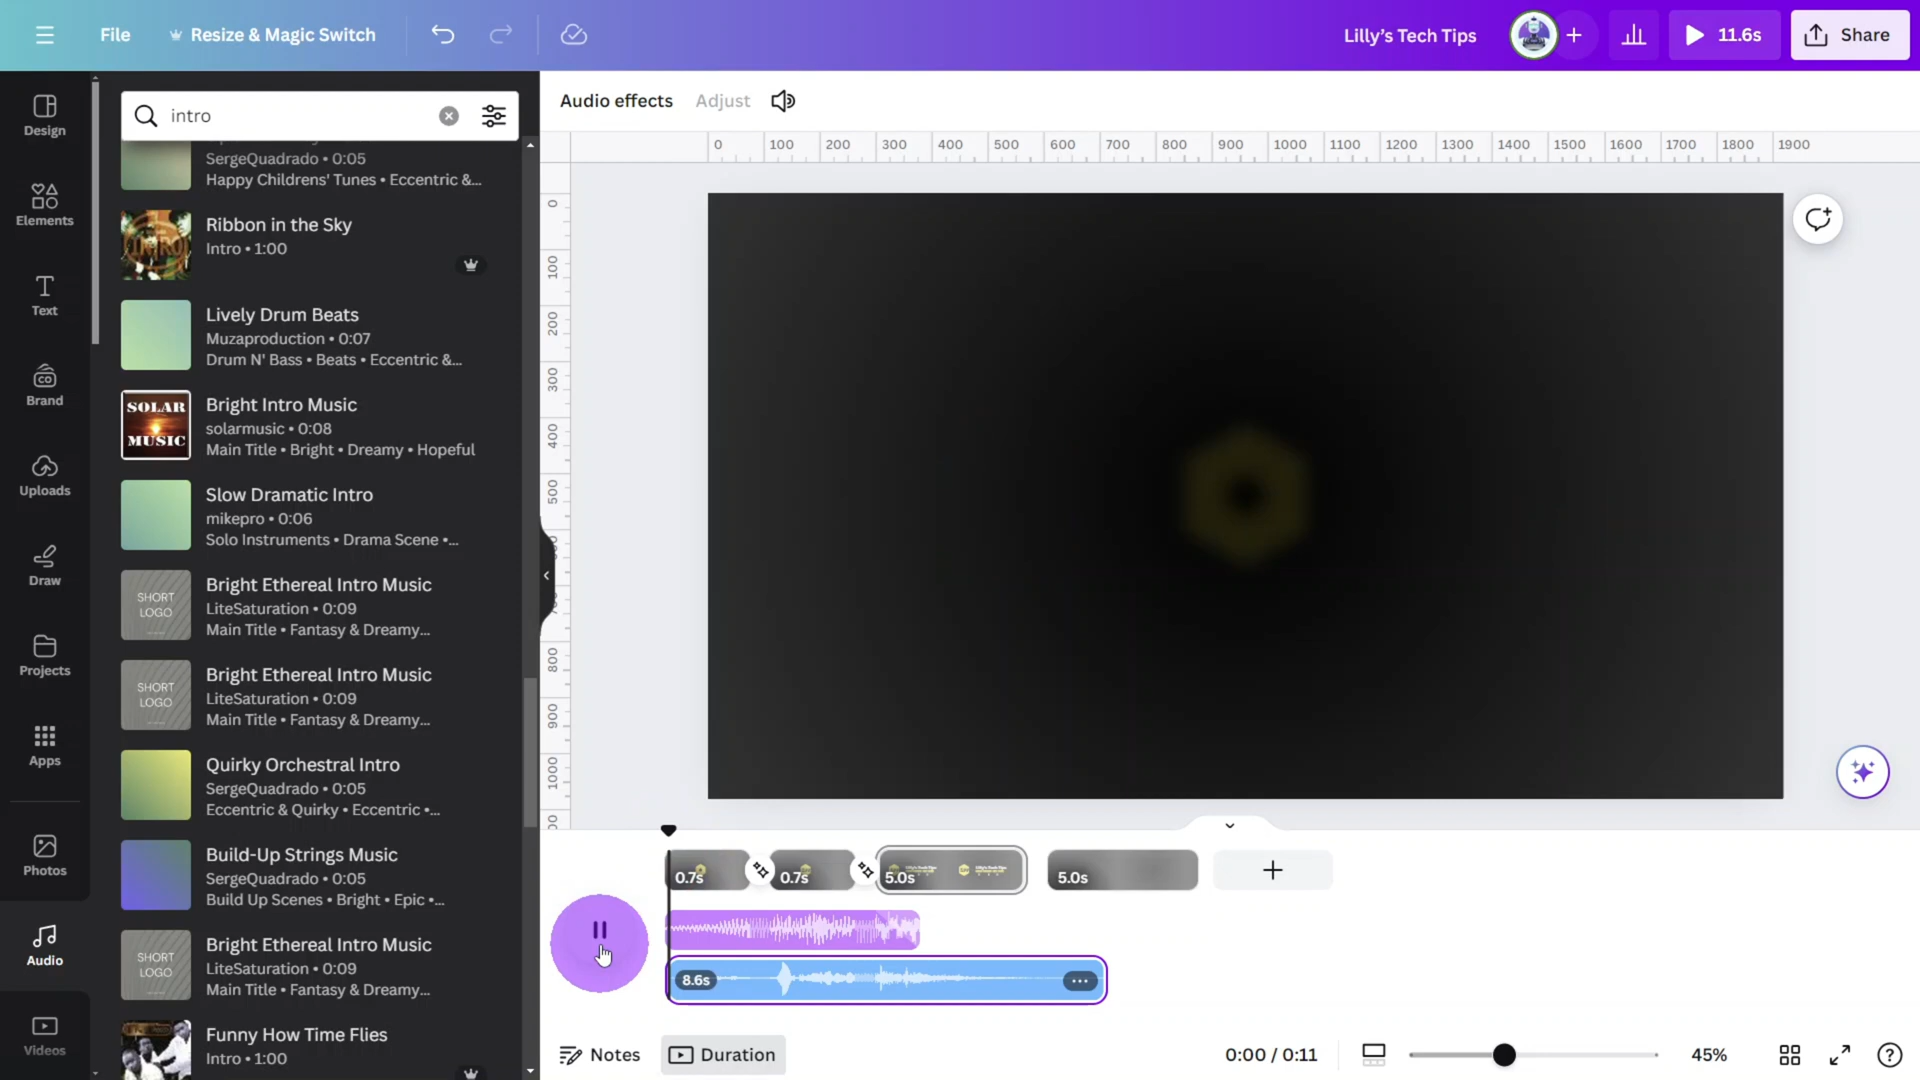 File
Resize & Magic Switch
Lilly's Tech Tips
11.6s
Share
Design
Elements
Text
Brand
Uploads
Draw
Projects
Apps
Photos
Audio
Videos
intro
SergeQuadrado • 0:05
Happy Childrens' Tunes • Eccentric &...
Ribbon in the Sky
Intro • 1:00
Lively Drum Beats
Muzaproduction • 0:07
Drum N' Bass • Beats • Eccentric &...
SOLAR
MUSIC
Bright Intro Music
solarmusic • 0:08
Main Title • Bright • Dreamy • Hopeful
Slow Dramatic Intro
mikepro • 0:06
Solo Instruments • Drama Scene •...
SHORT
LOGO
Bright Ethereal Intro Music
LiteSaturation • 0:09
Main Title • Fantasy & Dreamy...
SHORT
LOGO
Bright Ethereal Intro Music
LiteSaturation • 0:09
Main Title • Fantasy & Dreamy...
Quirky Orchestral Intro
SergeQuadrado • 0:05
Eccentric & Quirky • Eccentric •...
Build-Up Strings Music
SergeQuadrado • 0:05
Build Up Scenes • Bright • Epic •...
SHORT
LOGO
Bright Ethereal Intro Music
LiteSaturation • 0:09
Main Title • Fantasy & Dreamy...
Funny How Time Flies
Intro • 1:00
Audio effects
Adjust
0 100 200 300 400 500 600 700 800 900 1000 1100 1200 1300 1400 1500 1600 1700 1800 1900
0
100
200
300
400
500
800
900
1000
0.7s
0.7s
5.0s
5.0s
8.6s
Notes
Duration
0:00 / 0:11
45%